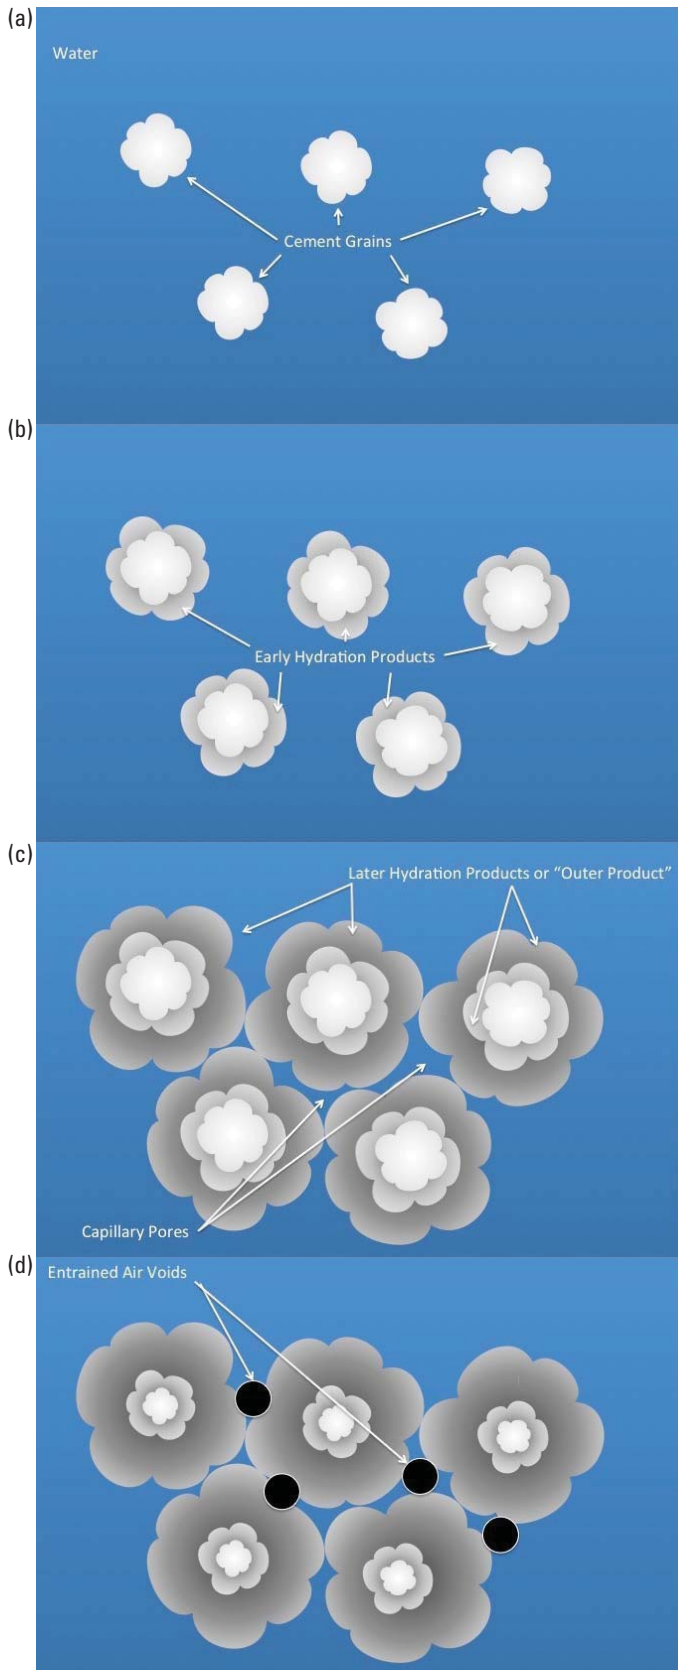 (a)
Water
Cement Grains
(b)
Early Hydration Products
(c)
Later Hydration Products or “Outer Product”
Capillary Pores
(d)
Entrained Air Voids